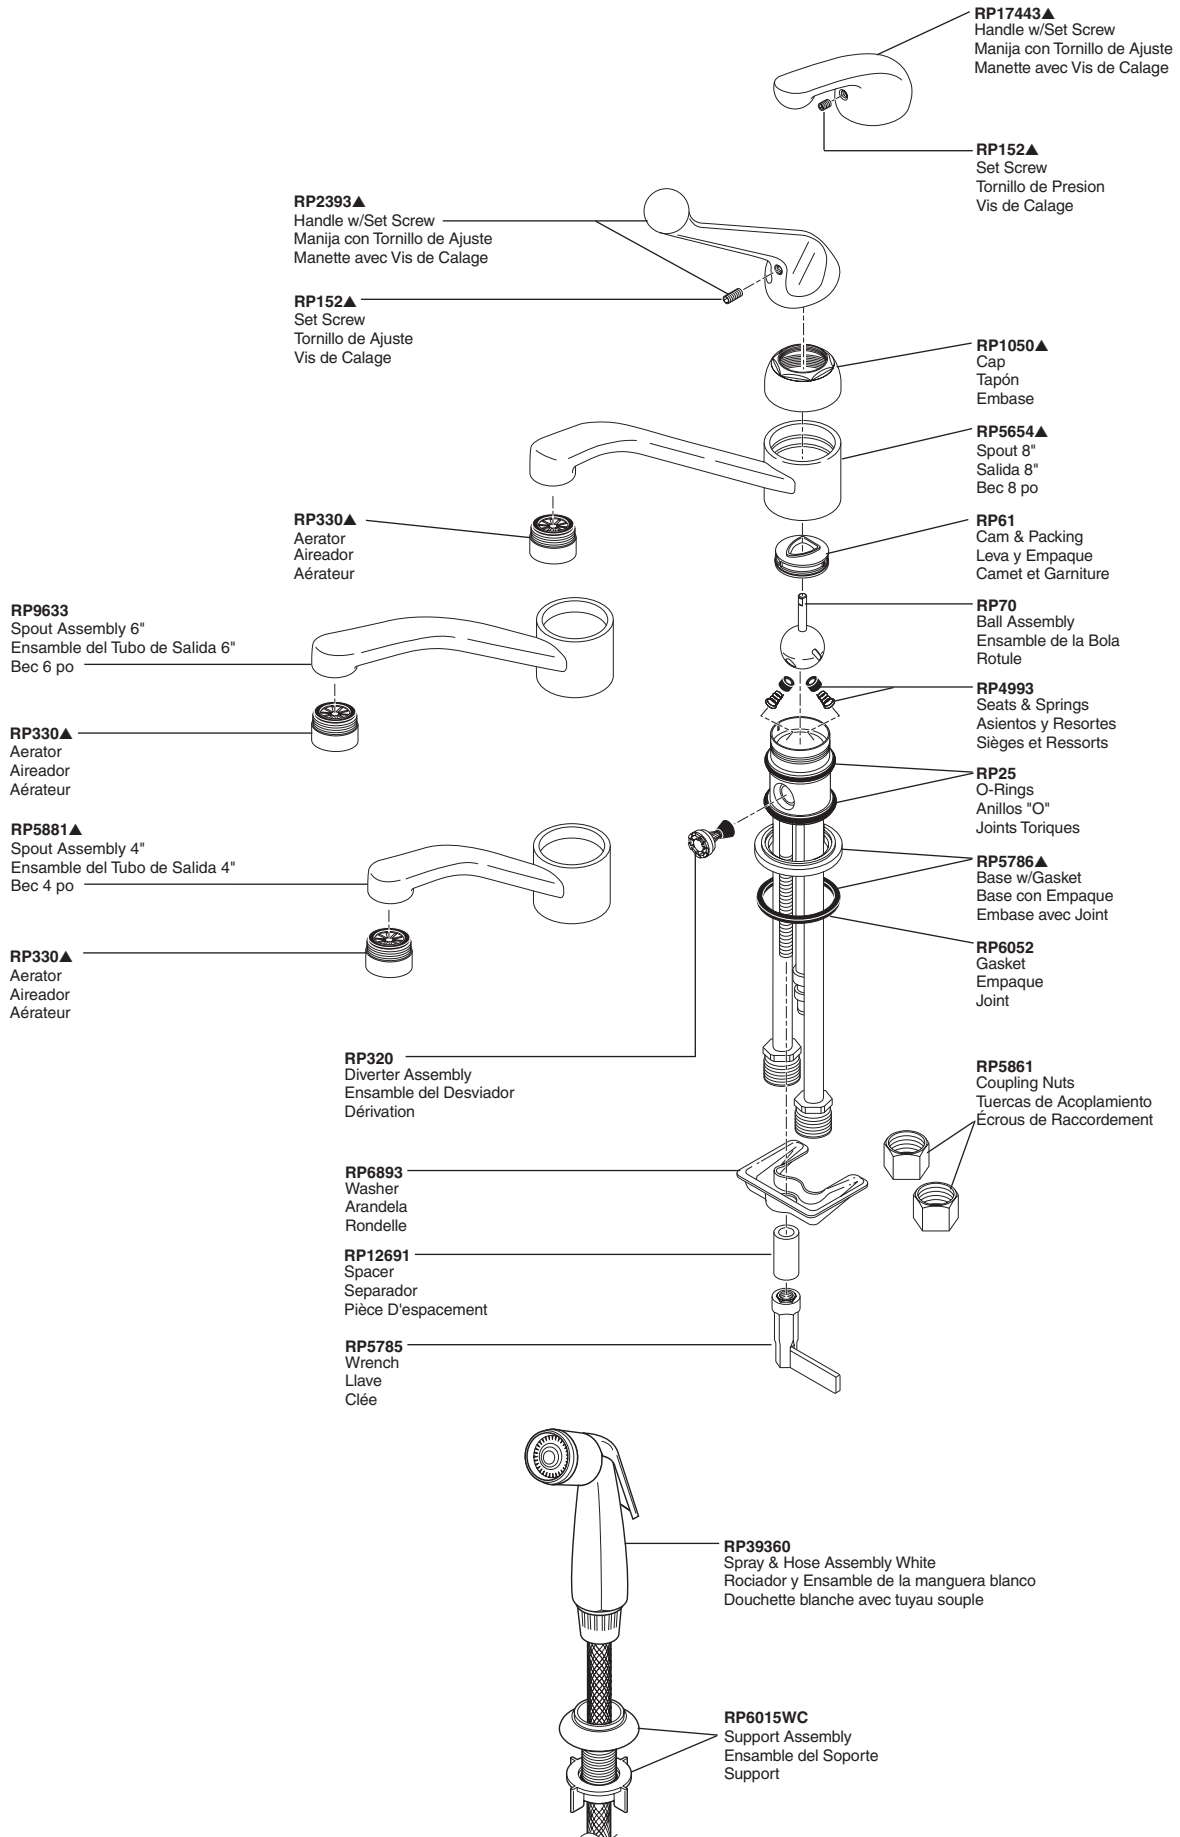 RP17443▲
Handle w/Set Screw
Manija con Tornillo de Ajuste
Manette avec Vis de Calage
RP152▲
Set Screw
Tornillo de Presion
Vis de Calage
RP2393▲
Handle w/Set Screw
Manija con Tornillo de Ajuste
Manette avec Vis de Calage
RP152▲
Set Screw
Tornillo de Ajuste
Vis de Calage
RP1050▲
Cap
Tapón
Embase
RP5654▲
Spout 8"
Salida 8"
Bec 8 po
RP330▲
Aerator
Aireador
Aérateur
RP61
Cam & Packing
Leva y Empaque
Camet et Garniture
RP9633
Spout Assembly 6"
Ensamble del Tubo de Salida 6"
Bec 6 po
RP70
Ball Assembly
Ensamble de la Bola
Rotule
RP4993
Seats & Springs
Asientos y Resortes
Sièges et Ressorts
RP330▲
Aerator
Aireador
Aérateur
RP25
O-Rings
Anillos "O"
Joints Toriques
RP5881▲
Spout Assembly 4"
Ensamble del Tubo de Salida 4"
Bec 4 po
RP5786▲
Base w/Gasket
Base con Empaque
Embase avec Joint
RP330▲
Aerator
Aireador
Aérateur
RP6052
Gasket
Empaque
Joint
RP320
Diverter Assembly
Ensamble del Desviador
Dérivation
RP5861
Coupling Nuts
Tuercas de Acoplamiento
Écrous de Raccordement
RP6893
Washer
Arandela
Rondelle
RP12691
Spacer
Separador
Pièce D'espacement
RP5785
Wrench
Llave
Clée
RP39360
Spray & Hose Assembly White
Rociador y Ensamble de la manguera blanco
Douchette blanche avec tuyau souple
RP6015WC
Support Assembly
Ensamble del Soporte
Support